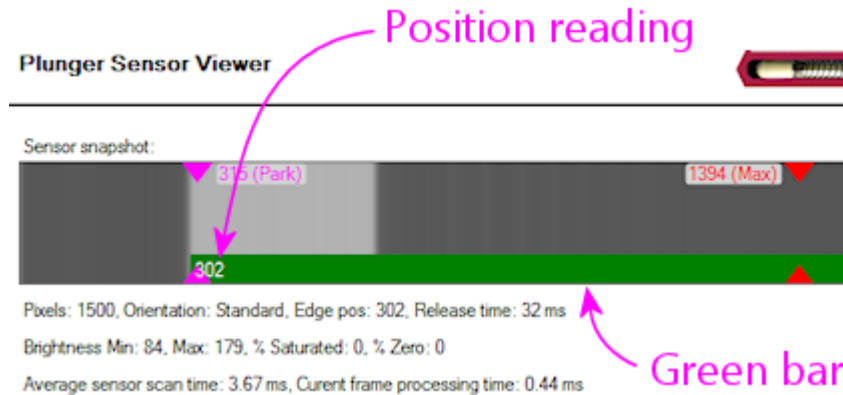 Position reading
Plunger Sensor Viewer
Sensor snapshot:
315 (Park)
1394 (Max)
302
Pixels: 1500, Orientation: Standard, Edge pos: 302, Release time: 32 ms
Brightness Min: 84, Max: 179, % Saturated: 0, % Zero: 0
Green bar
Average sensor scan time: 3.67 ms, Curent frame processing time: 0.44 ms